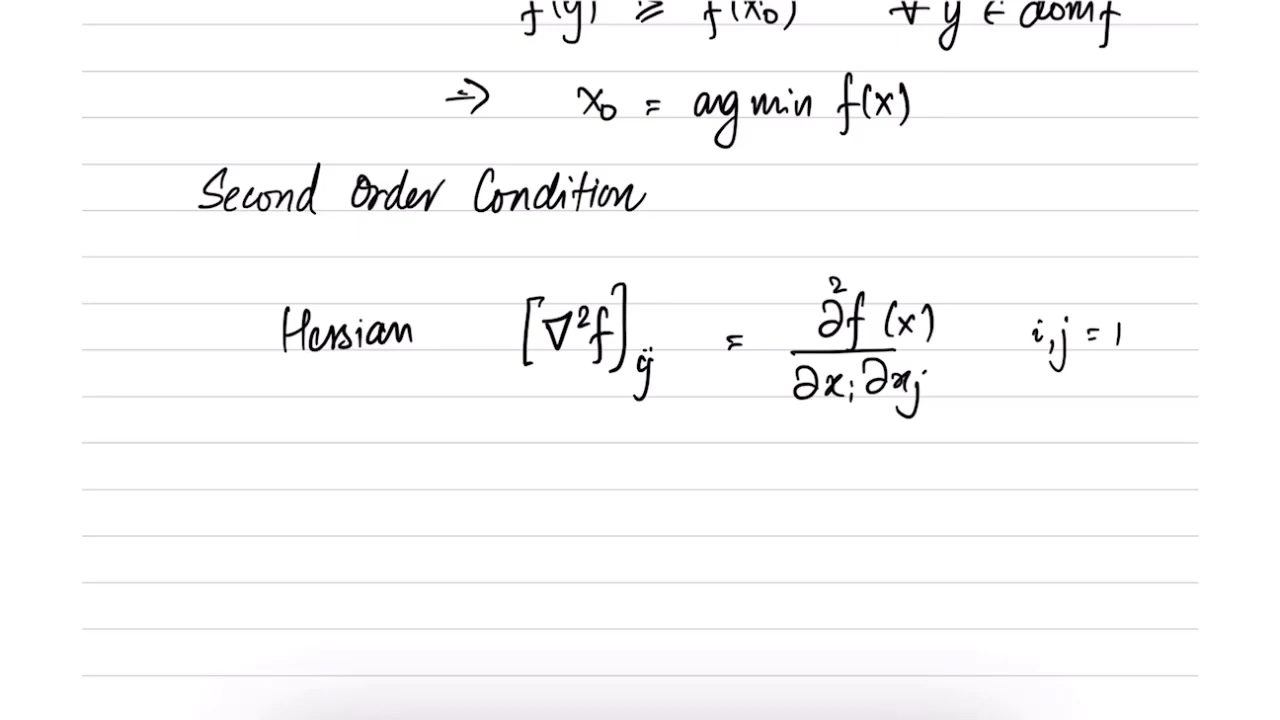 f(y) ≥ f(x₀) ∀ y ∈ dom f
⇒ x₀ = arg min f(x)
Second Order Condition
Hessian [∇²f]ᵢⱼ = ∂²f(x) / ∂xᵢ∂xⱼ i,j = 1